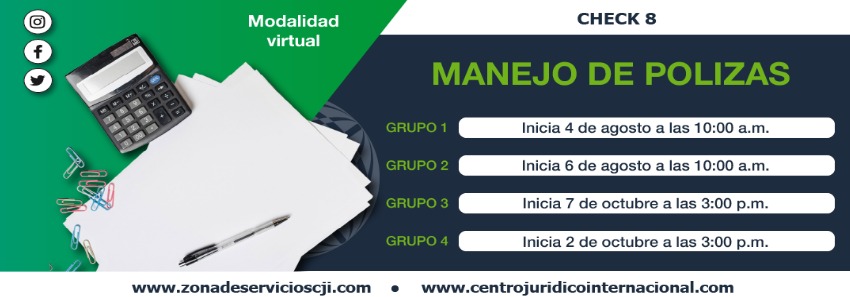 Modalidad
virtual
CHECK 8
MANEJO DE POLIZAS
GRUPO 1 Inicia 4 de agosto a las 10:00 a.m.
GRUPO 2 Inicia 6 de agosto a las 10:00 a.m.
GRUPO 3 Inicia 7 de octubre a las 3:00 p.m.
GRUPO 4 Inicia 2 de octubre a las 3:00 p.m.
www.zonadeservicioscji.com • www.centrojuridicointernacional.com